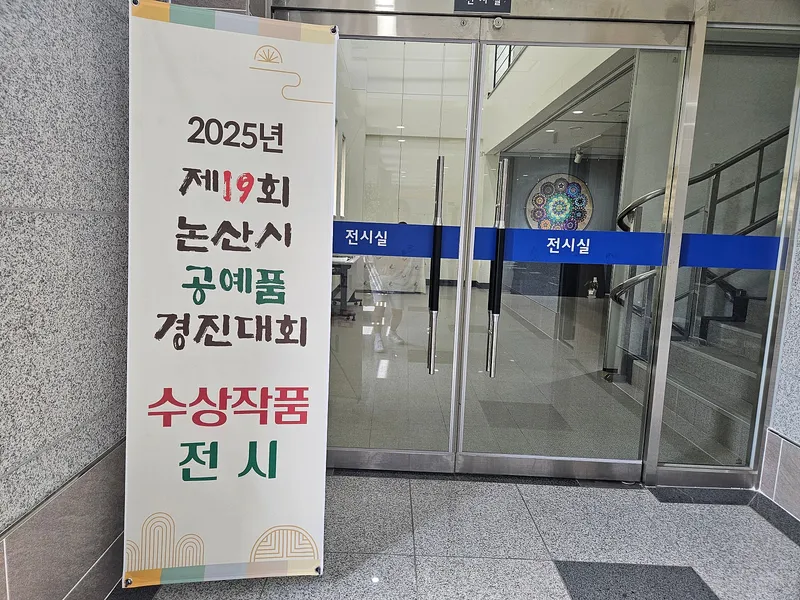 2025년
제19회
논산시
공예품
경진대회
수상작품
전시
전시실
전시실